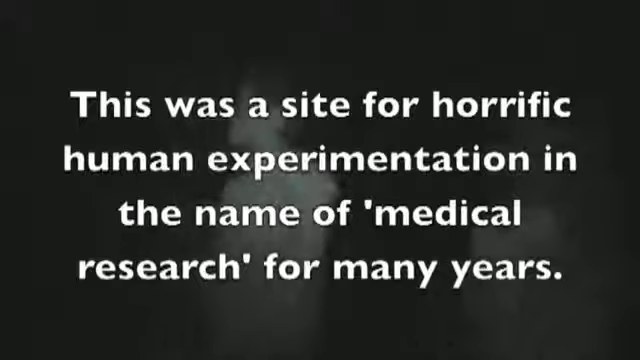 This was a site for horrific
human experimentation in
the name of 'medical
research' for many years.